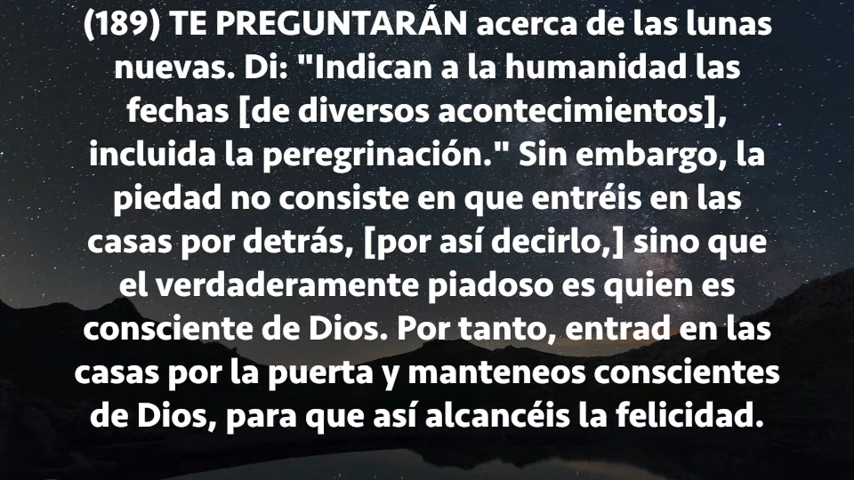 (189) TE PREGUNTARÁN acerca de las lunas
nuevas. Di: "Indican a la humanidad las
fechas [de diversos acontecimientos],
incluida la peregrinación." Sin embargo, la
piedad no consiste en que entréis en las
casas por detrás, [por así decirlo,] sino que
el verdaderamente piadoso es quien es
consciente de Dios. Por tanto, entrad en las
casas por la puerta y manteneos conscientes
de Dios, para que así alcancéis la felicidad.